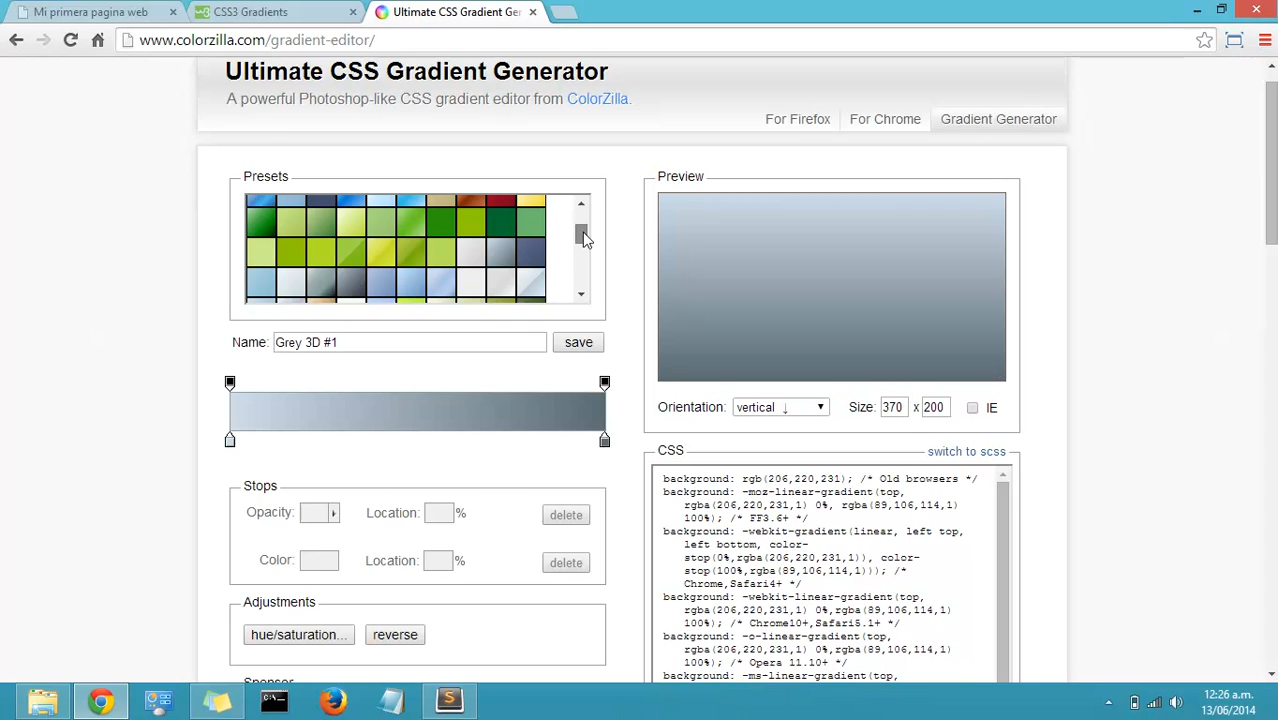 Mi primera pagina web
CSS3 Gradients
Ultimate CSS Gradient Ger
www.colorzilla.com/gradient-editor/
Ultimate CSS Gradient Generator
A powerful Photoshop-like CSS gradient editor from ColorZilla.
For Firefox
For Chrome
Gradient Generator
Presets
Name: Grey 3D #1
save
Stops
Opacity:
Location: %
delete
Color:
Location: %
delete
Adjustments
hue/saturation...
reverse
Preview
Orientation: vertical ↓
Size: 370 x 200
IE
CSS
switch to scss
background: rgb(206,220,231); /* Old browsers */
background: -moz-linear-gradient(top,
rgba(206,220,231,1) 0%, rgba(89,106,114,1)
100%); /* FF3.6+ */
background: -webkit-gradient(linear, left top,
left bottom, color-
stop(0%,rgba(206,220,231,1)), color-
stop(100%,rgba(89,106,114,1))); /*
Chrome,Safari4+ */
background: -webkit-linear-gradient(top,
rgba(206,220,231,1) 0%,rgba(89,106,114,1)
100%); /* Chrome10+,Safari5.1+ */
background: -o-linear-gradient(top,
rgba(206,220,231,1) 0%,rgba(89,106,114,1)
100%); /* Opera 11.10+ */
background: -ms-linear-gradient(top,
12:26 a.m.
13/06/2014